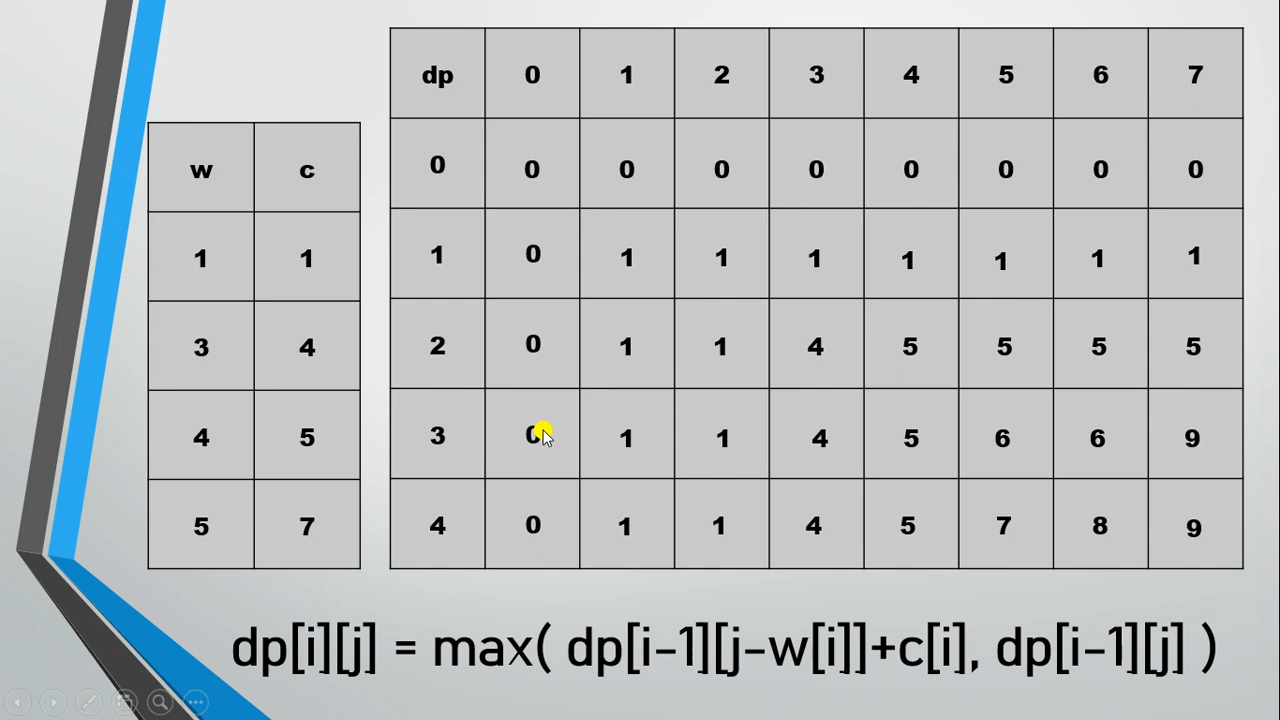 dp 0 1 2 3 4 5 6 7
w c
0 0 0 0 0 0 0 0 0
1 1
1 0 1 1 1 1 1 1 1
3 4
2 0 1 1 4 5 5 5 5
4 5
3 0 1 1 4 5 6 6 9
5 7
4 0 1 1 4 5 7 8 9
dp[i][j] = max( dp[i-1][j-w[i]]+c[i], dp[i-1][j] )